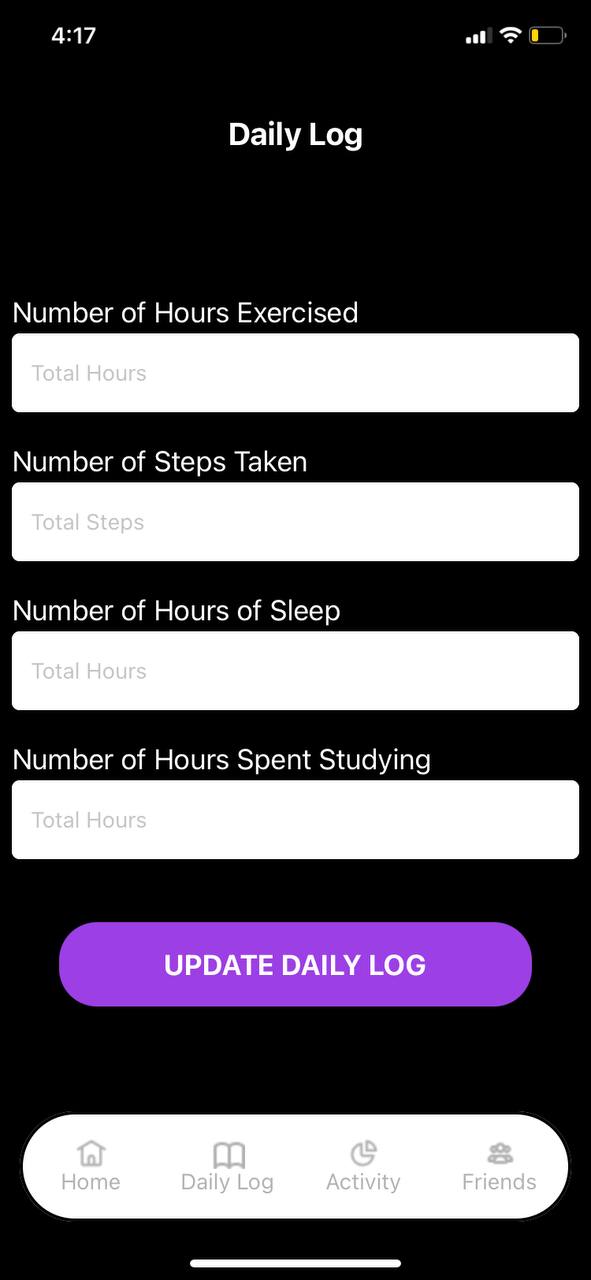 4:17
Daily Log
Number of Hours Exercised
Total Hours
Number of Steps Taken
Total Steps
Number of Hours of Sleep
Total Hours
Number of Hours Spent Studying
Total Hours
UPDATE DAILY LOG
Home Daily Log Activity Friends